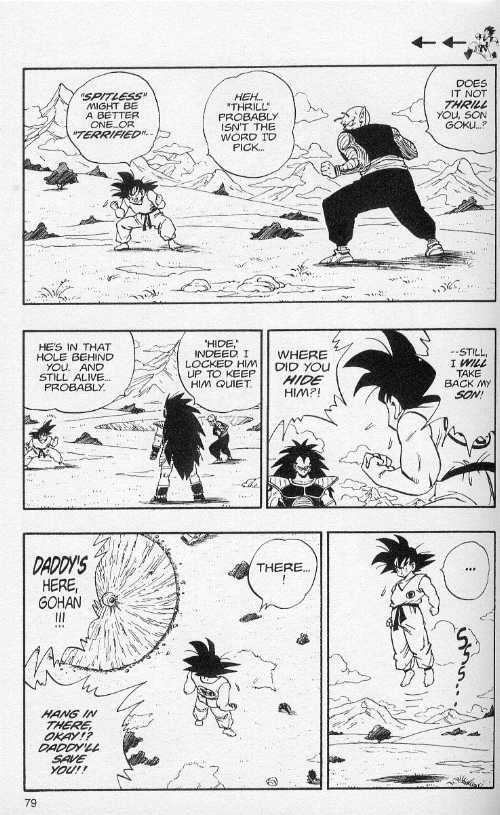 DOES
IT NOT
THRILL
YOU, SON
GOKU...?
HEH...
"THRILL"
PROBABLY
ISN'T THE
WORD I'D
PICK...
"SPITLESS"
MIGHT BE
A BETTER
ONE...OR
"TERRIFIED"...
--STILL,
I WILL
TAKE
BACK MY
SON!
WHERE
DID YOU
HIDE
HIM?!
"HIDE,"
INDEED. I
LOCKED HIM
UP TO KEEP
HIM QUIET.
HE'S IN THAT
HOLE BEHIND
YOU. AND
STILL ALIVE...
PROBABLY.
...
SSS...
THERE...
!
DADDY'S
HERE,
GOHAN
!!!
HANG IN
THERE,
OKAY!?
DADDY'LL
SAVE
YOU!!
79